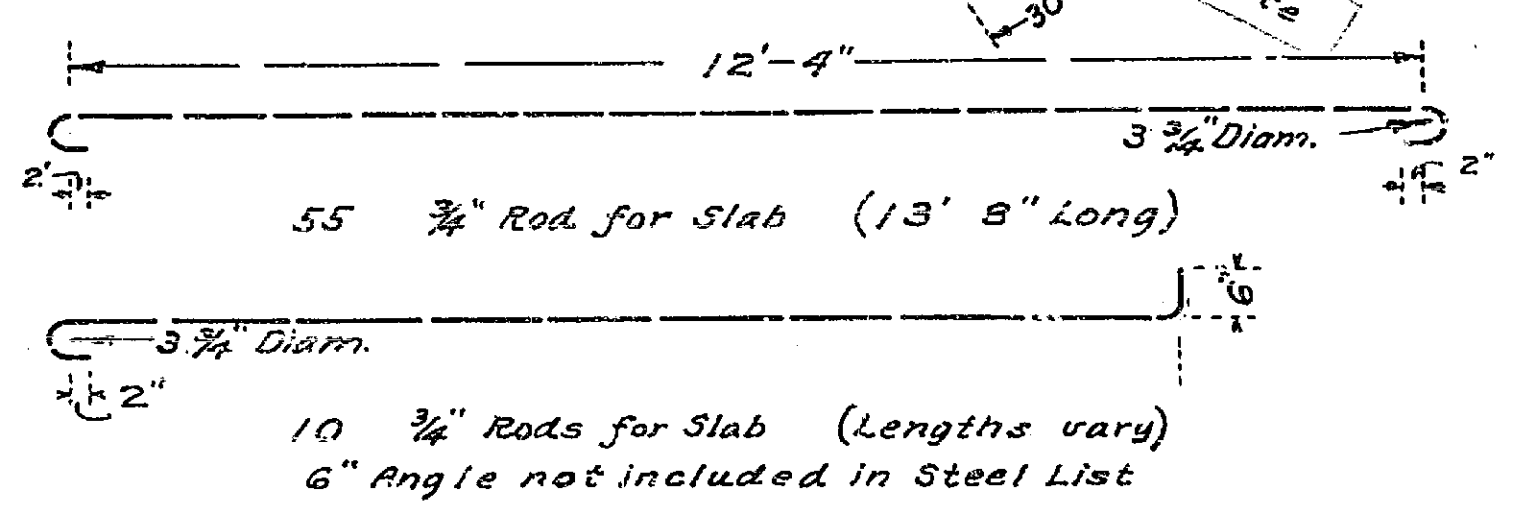 30
12'-4"
3 3/4" Diam.
2'
2"
55 3/4" Rod for Slab (13' 8" Long)
6"
3 3/4" Diam.
2"
10 3/4" Rods for Slab (Lengths vary)
6" Angle not included in Steel List